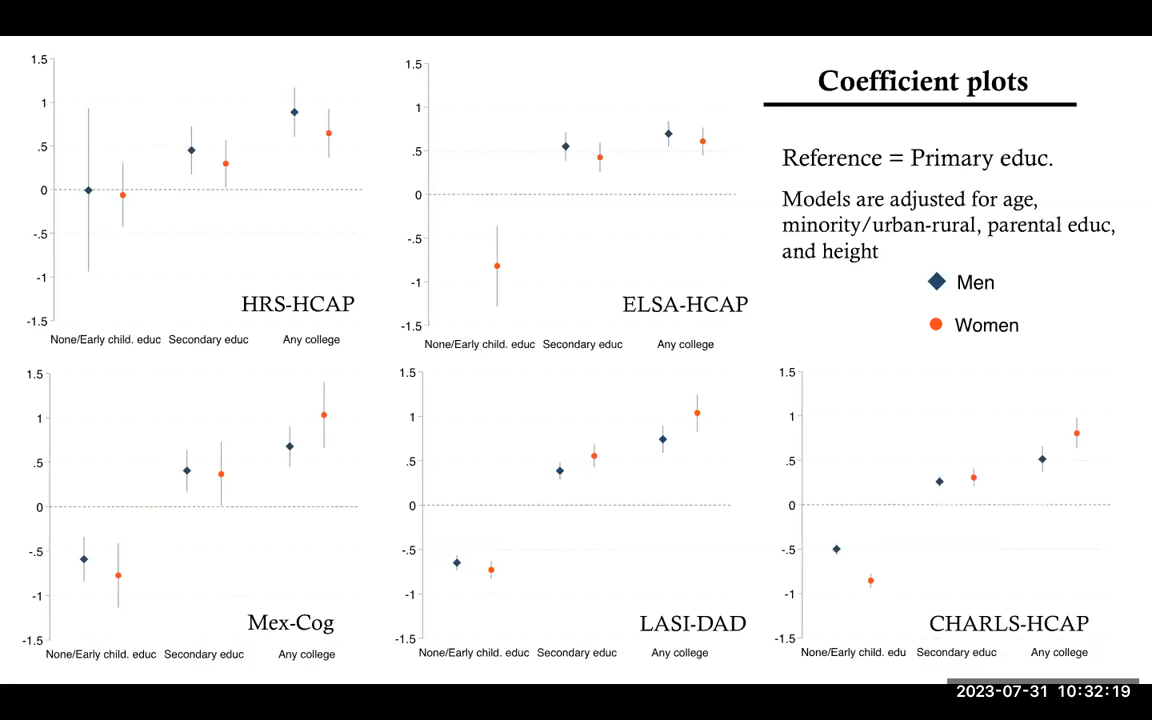 Coefficient plots
Reference = Primary educ.
Models are adjusted for age,
minority/urban-rural, parental educ,
and height
Men
Women
1.5
1
.5
0
-.5
-1
-1.5
HRS-HCAP
None/Early child. educ Secondary educ Any college
1.5
1
.5
0
-.5
-1
-1.5
ELSA-HCAP
None/Early child. educ Secondary educ Any college
1.5
1
.5
0
-.5
-1
-1.5
Mex-Cog
None/Early child. educ Secondary educ Any college
1.5
1
.5
0
-.5
-1
-1.5
LASI-DAD
None/Early child. educ Secondary educ Any college
1.5
1
.5
0
-.5
-1
-1.5
CHARLS-HCAP
None/Early child. edu Secondary educ Any college
2023-07-31 10:32:19